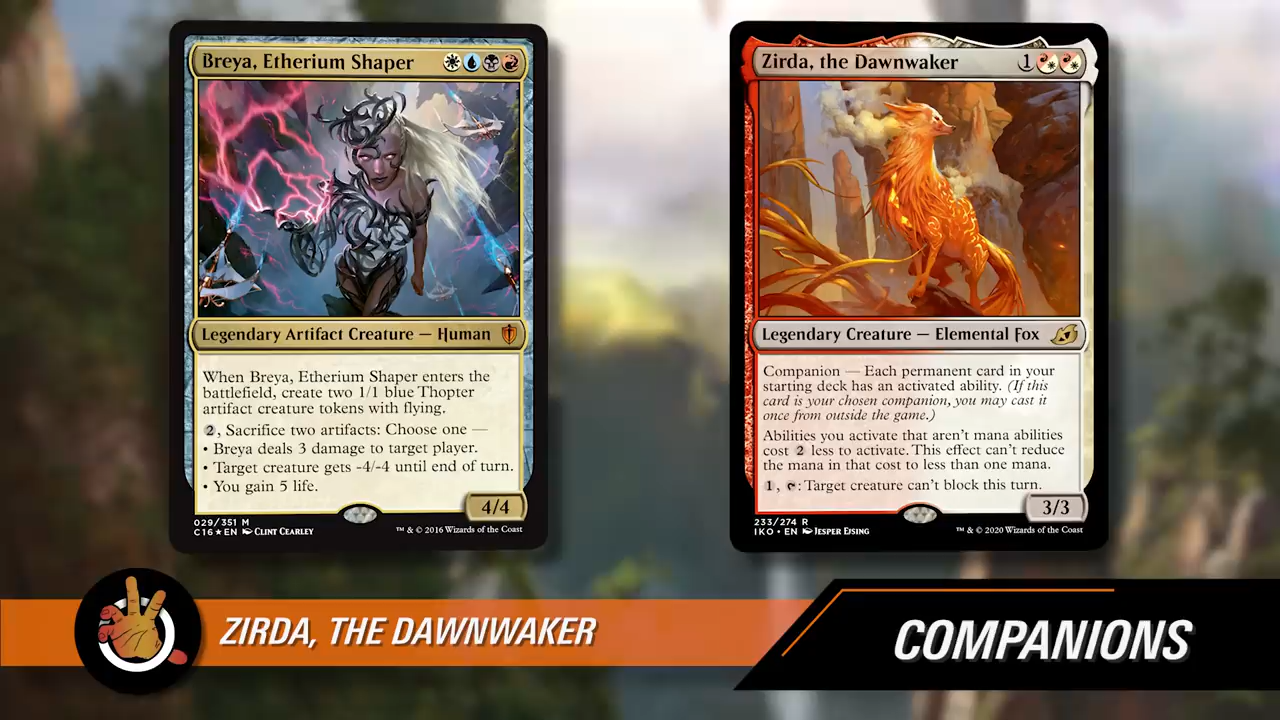 Breya, Etherium Shaper
Legendary Artifact Creature — Human
When Breya, Etherium Shaper enters the
battlefield, create two 1/1 blue Thopter
artifact creature tokens with flying.
2, Sacrifice two artifacts: Choose one —
• Breya deals 3 damage to target player.
• Target creature gets -4/-4 until end of turn.
• You gain 5 life.
4/4
029/351 M
C16 ★ EN CLINT CEARLEY
™ & © 2016 Wizards of the Coast
Zirda, the Dawnwaker 1
Legendary Creature — Elemental Fox
Companion — Each permanent card in your
starting deck has an activated ability. (If this
card is your chosen companion, you may cast it
once from outside the game.)
Abilities you activate that aren't mana abilities
cost 2 less to activate. This effect can't reduce
the mana in that cost to less than one mana.
1, : Target creature can't block this turn.
3/3
233/274 R
IKO • EN JESPER EJSING
™ & © 2020 Wizards of the Coast
ZIRDA, THE DAWNWAKER
COMPANIONS